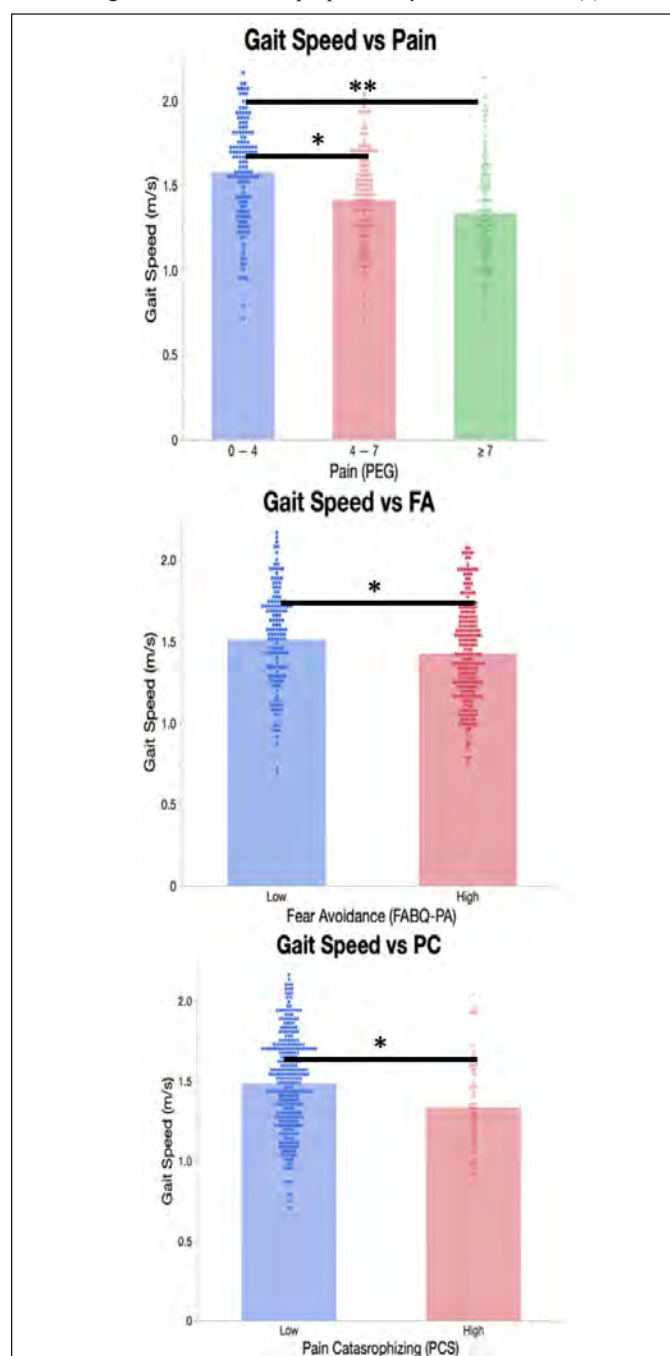 Gait Speed vs Pain
**
*
2.0
1.5
1.0
0.5
0
Gait Speed (m/s)
0 – 4 4 – 7 ≥ 7
Pain (PEG)
Gait Speed vs FA
*
2.0
1.5
1.0
0.5
0
Gait Speed (m/s)
Low High
Fear Avoidance (FABQ-PA)
Gait Speed vs PC
*
2.0
1.5
1.0
0.5
0
Gait Speed (m/s)
Low High
Pain Catasrophizing (PCS)